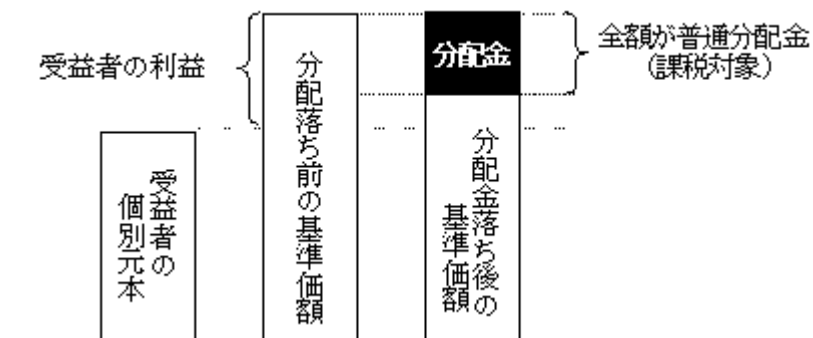 受益者の利益
分配落ち前の基準価額
分配金
全額が普通分配金
(課税対象)
受益者の
個別元本
分配金落ち後の
基準価額